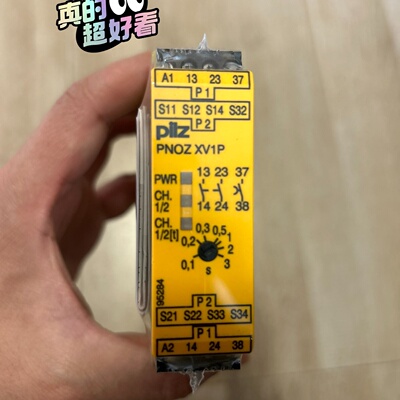 真的
超好看
A1 13 23 37
P1
S11 S12 S14 S32
P2
pilz
PNOZ XV1P
PWR
13 23 37
CH.
1/2
14 24 38
CH.
1/2[t]
0,3 0,5
0,2 1
2
0,1 3
s
95284
P2
S21 S22 S33 S34
P1
A2 14 24 38